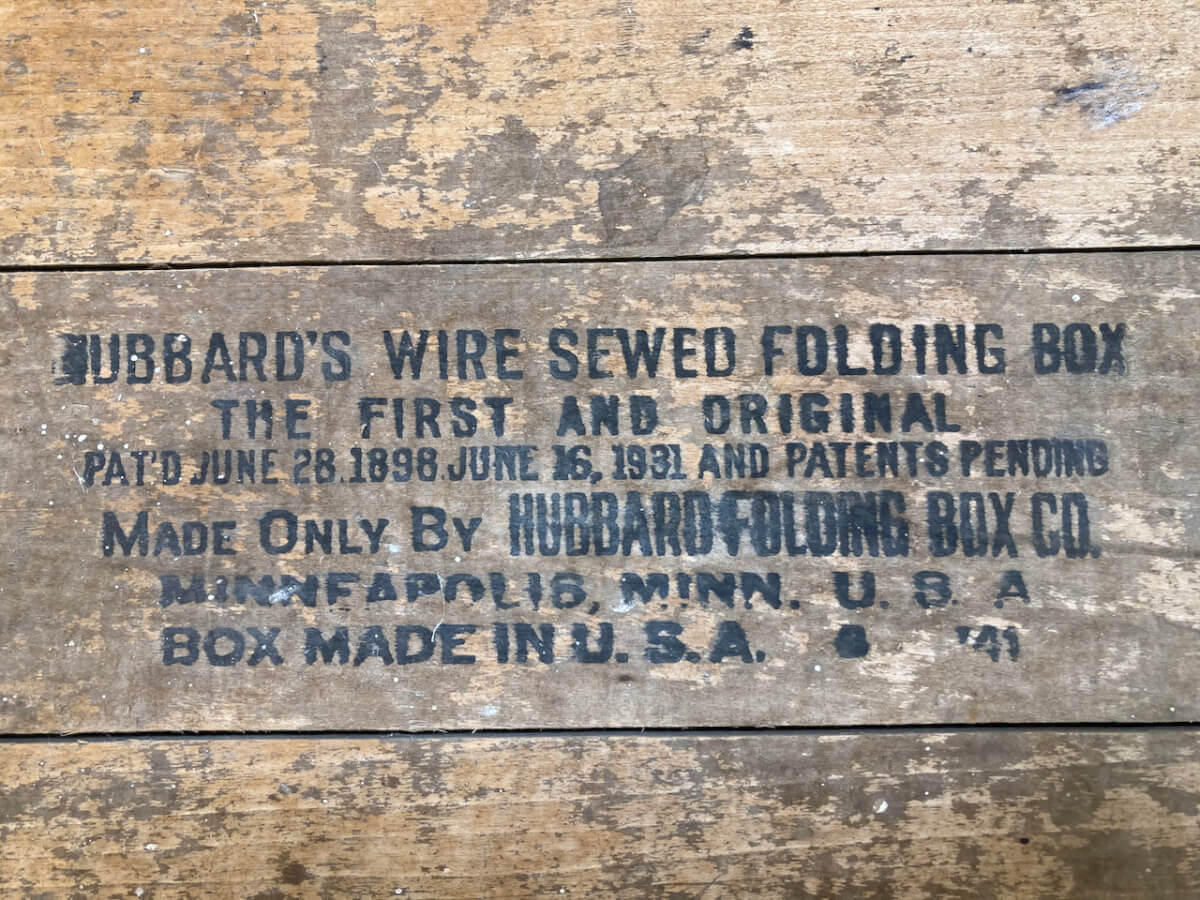 HUBBARD'S WIRE SEWED FOLDING BOX
THE FIRST AND ORIGINAL
PAT'D JUNE 28.1898.JUNE 16, 1931 AND PATENTS PENDING
MADE ONLY BY HUBBARD FOLDING BOX CO.
MINNEAPOLIS, MINN. U. S. A
BOX MADE IN U. S. A. '41